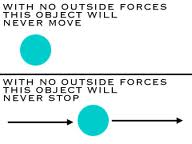 WITH NO OUTSIDE FORCES
THIS OBJECT WILL
NEVER MOVE
WITH NO OUTSIDE FORCES
THIS OBJECT WILL
NEVER STOP